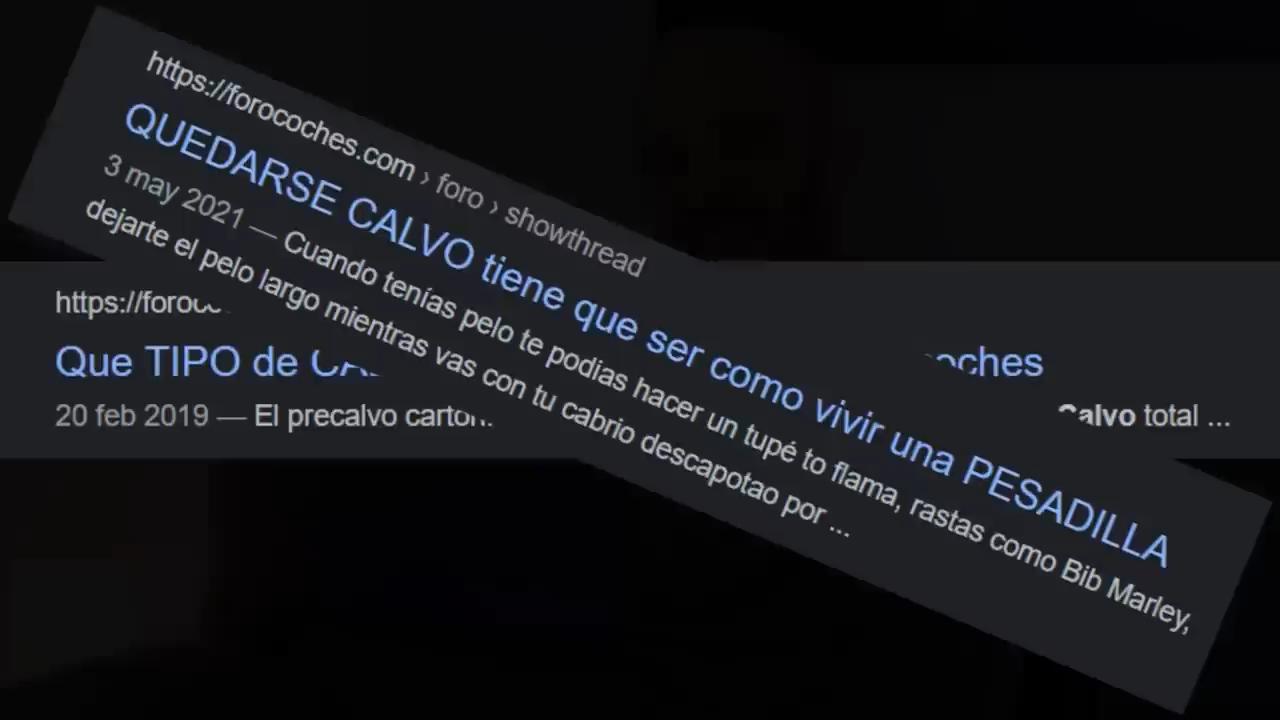 https://forocoches.com › foro › showthread
QUEDARSE CALVO tiene que ser como vivir una PESADILLA
3 may 2021 — Cuando tenías pelo te podias hacer un tupé to flama, rastas como Bib Marley,
dejarte el pelo largo mientras vas con tu cabrio descapotao por ...
https://foroc
Que TIPO de oches
20 feb 2019 — El precalvo carton. Calvo total ...